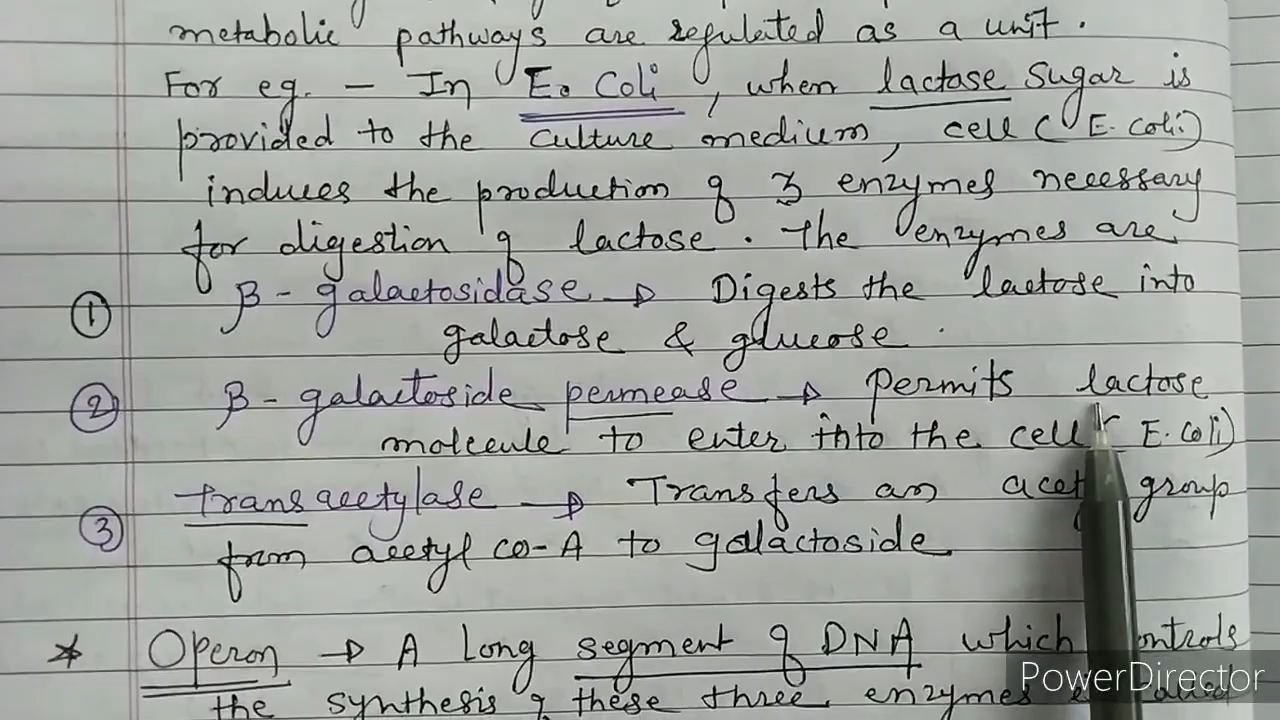 metabolic pathways are regulated as a unit.
For eg. - In E. Coli, when lactase sugar is
provided to the culture medium, cell (E. Coli)
induces the production of 3 enzymes necessary
for digestion of lactose. The enzymes are
① β-galactosidase → Digests the lactose into
galactose & glucose.
② β-galactoside permease → Permits lactose
molecule to enter into the cell (E. Coli)
③ transacetylase → Transfers an acet group
from acetyl co-A to galactoside
* Operon → A long segment of DNA which ontrols
the synthesis of these three enzymes
PowerDirector